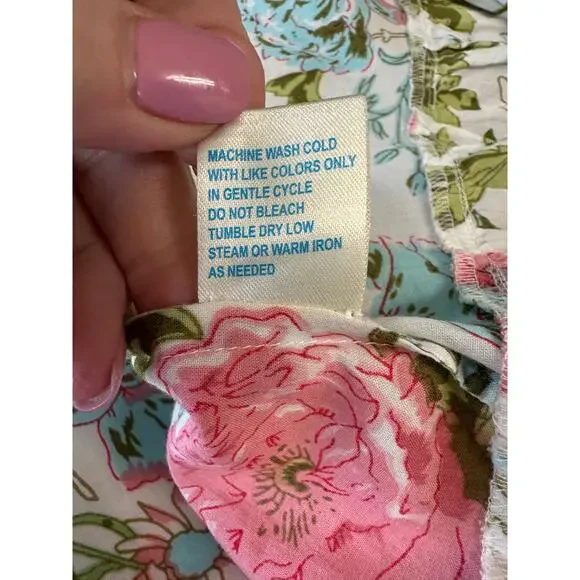 MACHINE WASH COLD
WITH LIKE COLORS ONLY
IN GENTLE CYCLE
DO NOT BLEACH
TUMBLE DRY LOW
STEAM OR WARM IRON
AS NEEDED